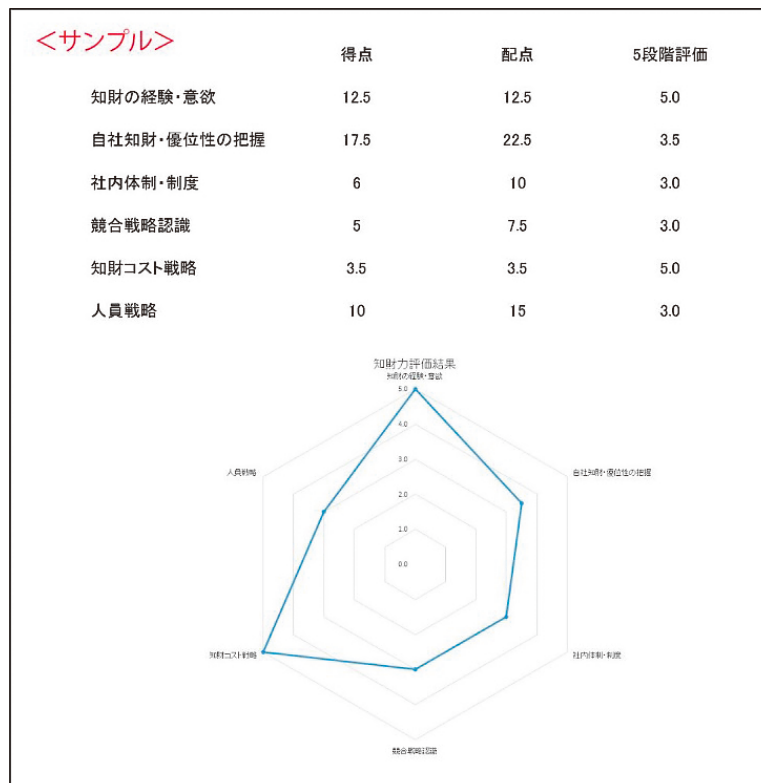 <サンプル>
得点 配点 5段階評価
知財の経験・意欲 12.5 12.5 5.0
自社知財・優位性の把握 17.5 22.5 3.5
社内体制・制度 6 10 3.0
競合戦略認識 5 7.5 3.0
知財コスト戦略 3.5 3.5 5.0
人員戦略 10 15 3.0
知財力評価結果
知財の経験・意欲
5.0
4.0
人員戦略 自社知財・優位性の把握
3.0
2.0
1.0
0.0
知財コスト戦略 社内体制・制度
競合戦略認識